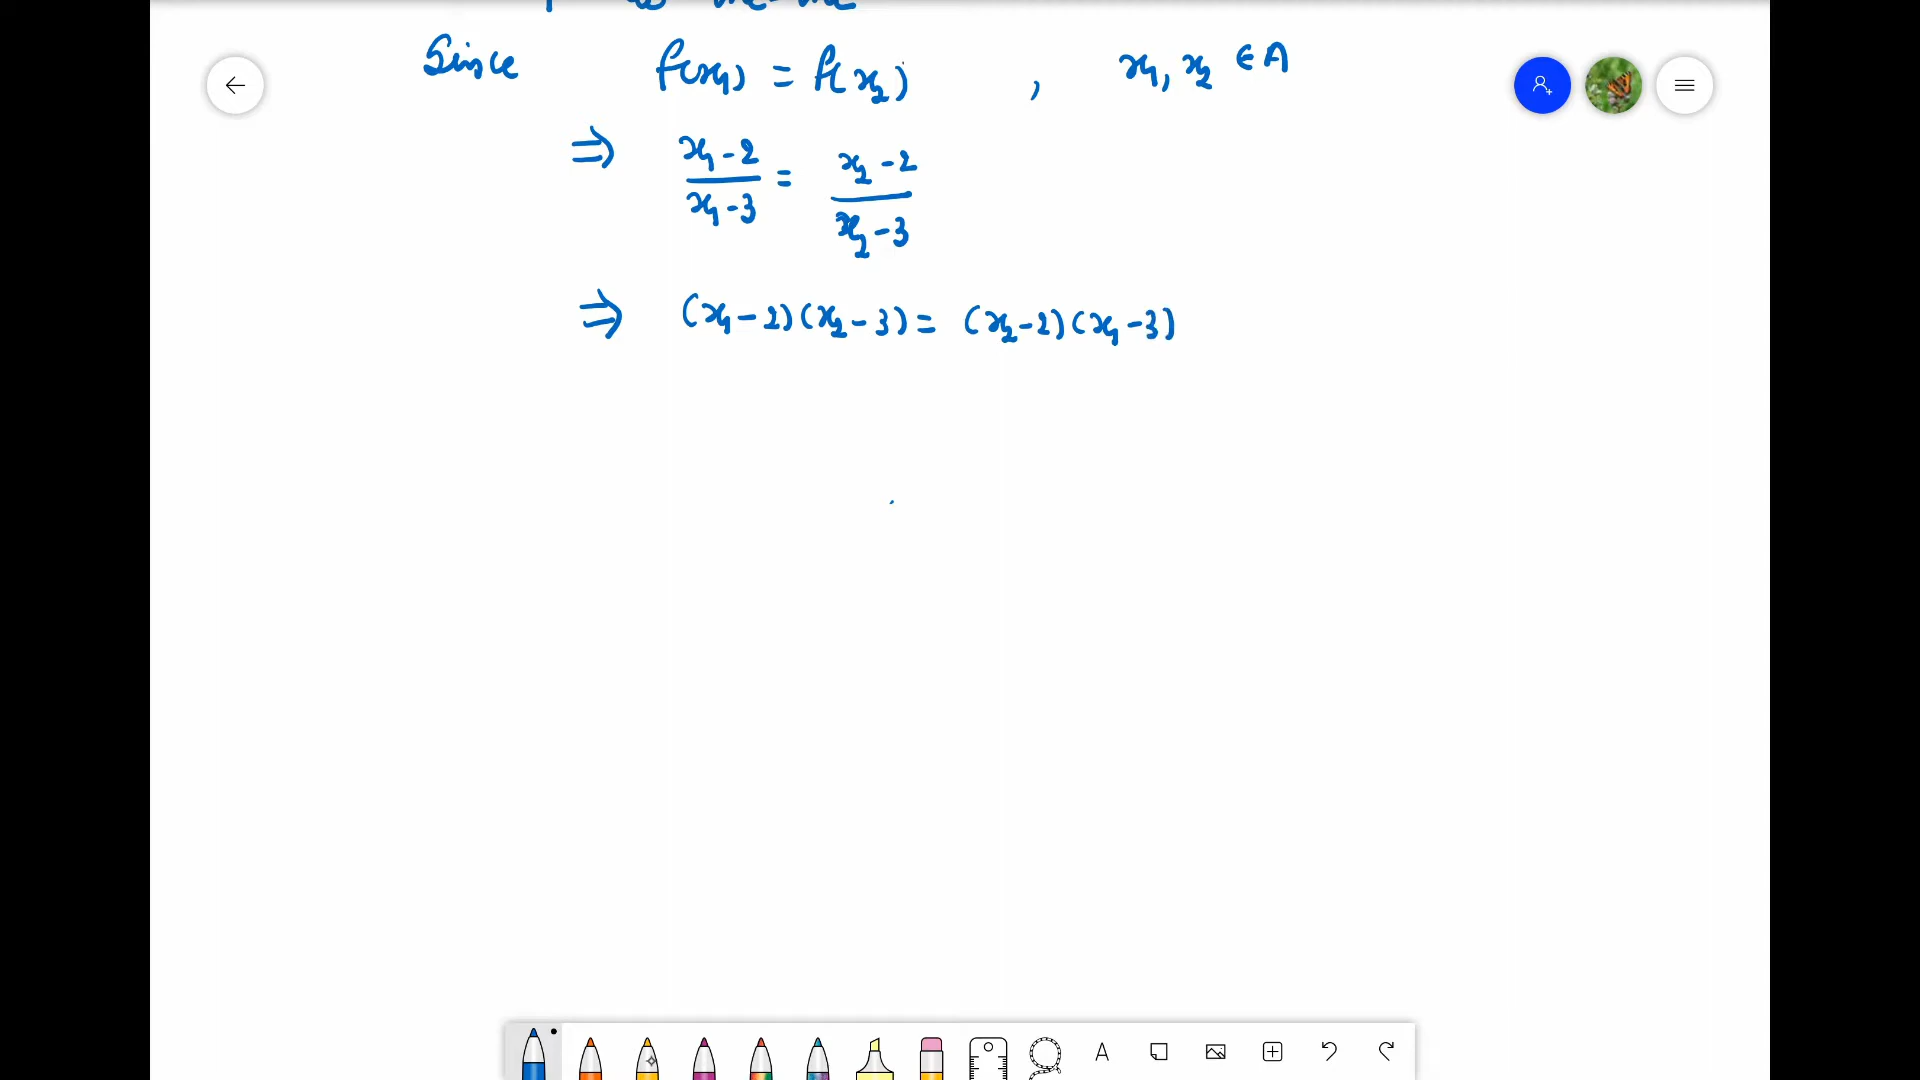 Since f(x₁) = f(x₂) , x₁, x₂ ∈ A
⇒ x₁-2/x₁-3 = x₂-2/x₂-3
⇒ (x₁-2)(x₂-3) = (x₂-2)(x₁-3)
A